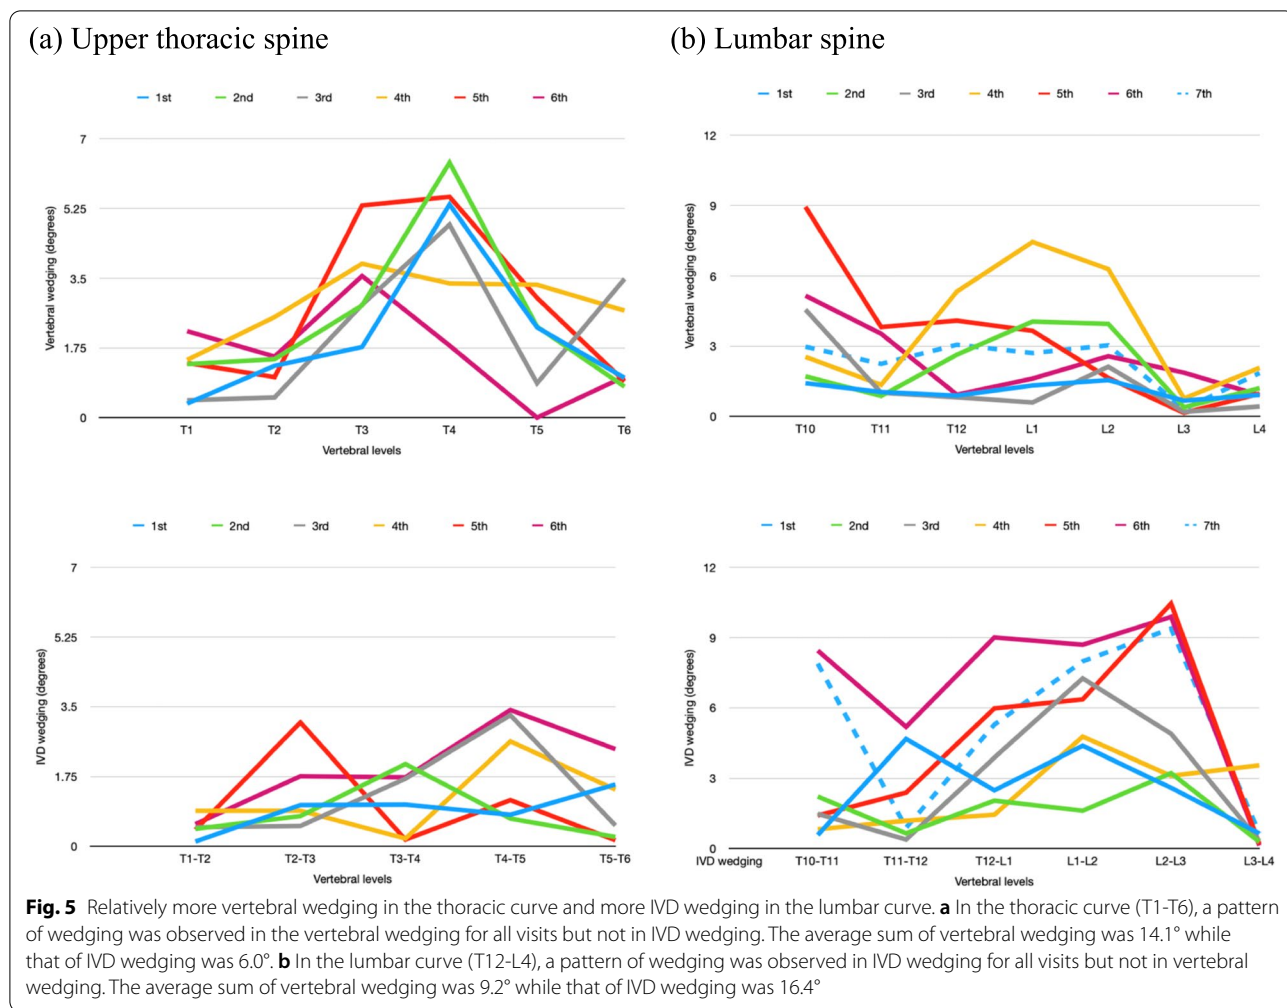 (a) Upper thoracic spine
1st 2nd 3rd 4th 5th 6th
7
5.25
3.5
1.75
0
Vertebral wedging (degrees)
T1 T2 T3 T4 T5 T6
Vertebral levels
1st 2nd 3rd 4th 5th 6th
7
5.25
3.5
1.75
0
IVD wedging (degrees)
T1-T2 T2-T3 T3-T4 T4-T5 T5-T6
Vertebral levels
(b) Lumbar spine
1st 2nd 3rd 4th 5th 6th 7th
12
9
6
3
0
Vertebral wedging (degrees)
T10 T11 T12 L1 L2 L3 L4
Vertebral levels
1st 2nd 3rd 4th 5th 6th 7th
12
9
6
3
0
IVD wedging (degrees)
IVD wedging T10-T11 T11-T12 T12-L1 L1-L2 L2-L3 L3-L4
Vertebral levels
Fig. 5 Relatively more vertebral wedging in the thoracic curve and more IVD wedging in the lumbar curve. a In the thoracic curve (T1-T6), a pattern
of wedging was observed in the vertebral wedging for all visits but not in IVD wedging. The average sum of vertebral wedging was 14.1° while
that of IVD wedging was 6.0°. b In the lumbar curve (T12-L4), a pattern of wedging was observed in IVD wedging for all visits but not in vertebral
wedging. The average sum of vertebral wedging was 9.2° while that of IVD wedging was 16.4°